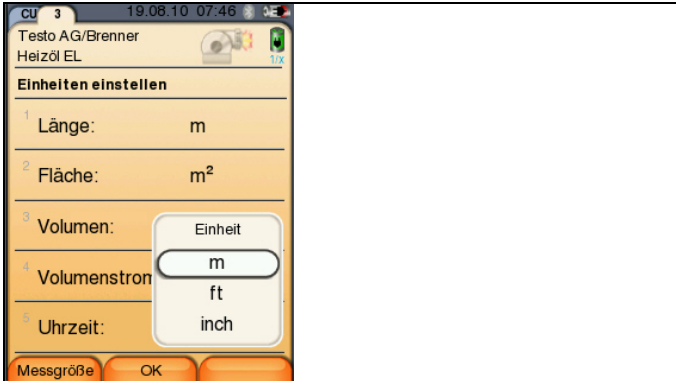 CU 3 19.08.10 07:46
Testo AG/Brenner
Heizöl EL
1/x
Einheiten einstellen
1 Länge: m
2 Fläche: m²
3 Volumen:
4 Volumenstrom
5 Uhrzeit:
Einheit
m
ft
inch
Messgröße OK